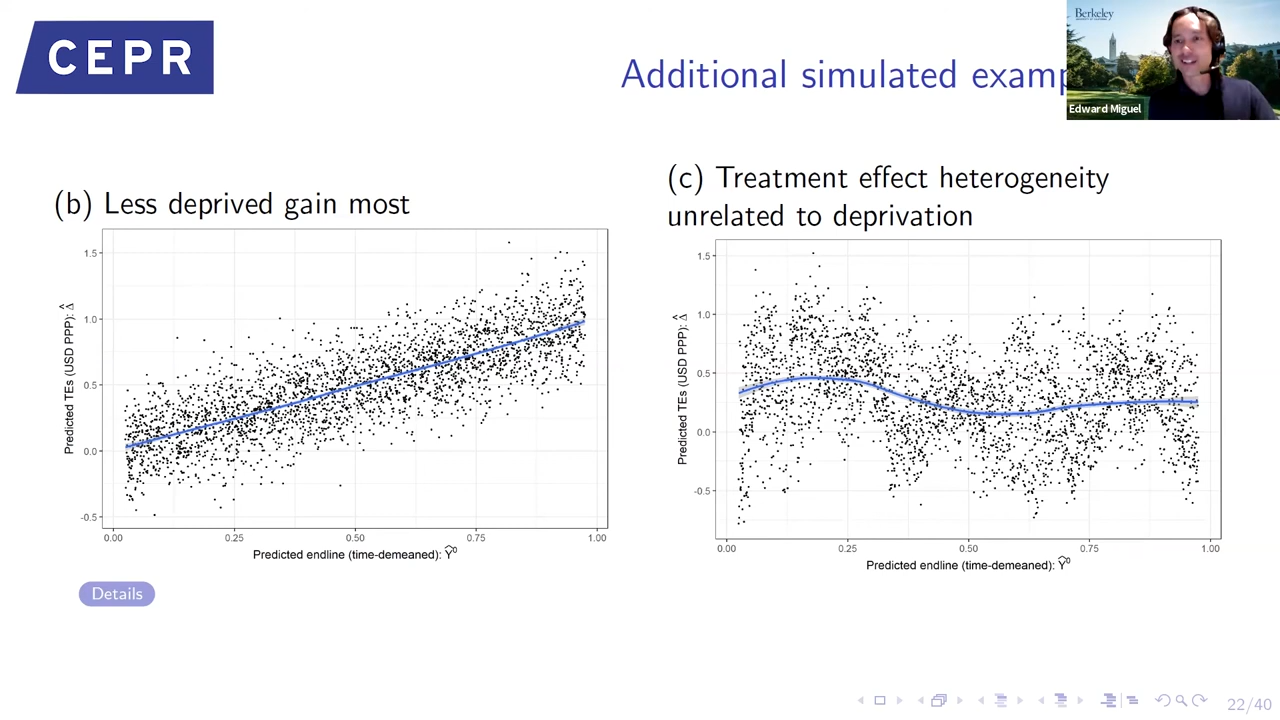 CEPR
Additional simulated examp
Berkeley
Edward Miguel
(b) Less deprived gain most
1.5
1.0
0.5
0.0
-0.5
Predicted TEs (USD PPP): Δ̂
0.00 0.25 0.50 0.75 1.00
Predicted endline (time-demeaned): Ŷ⁰
Details
(c) Treatment effect heterogeneity
unrelated to deprivation
1.5
1.0
0.5
0.0
-0.5
Predicted TEs (USD PPP): Δ̂
0.00 0.25 0.50 0.75 1.00
Predicted endline (time-demeaned): Ŷ⁰
22/40